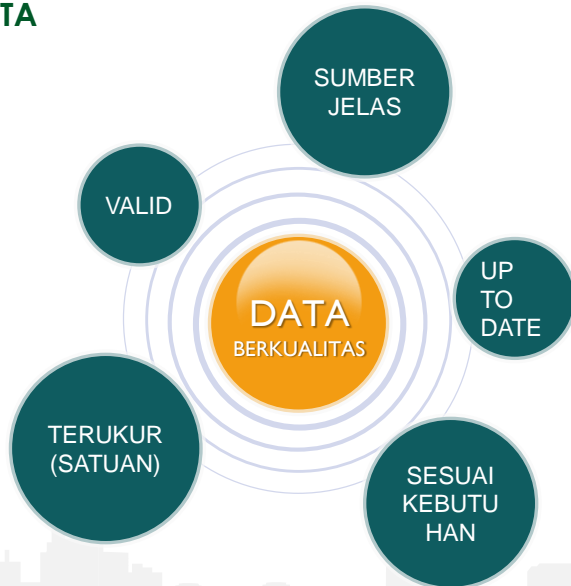 TA
SUMBER
JELAS
VALID
UP
TO
DATE
DATA
BERKUALITAS
TERUKUR
(SATUAN)
SESUAI
KEBUTU
HAN